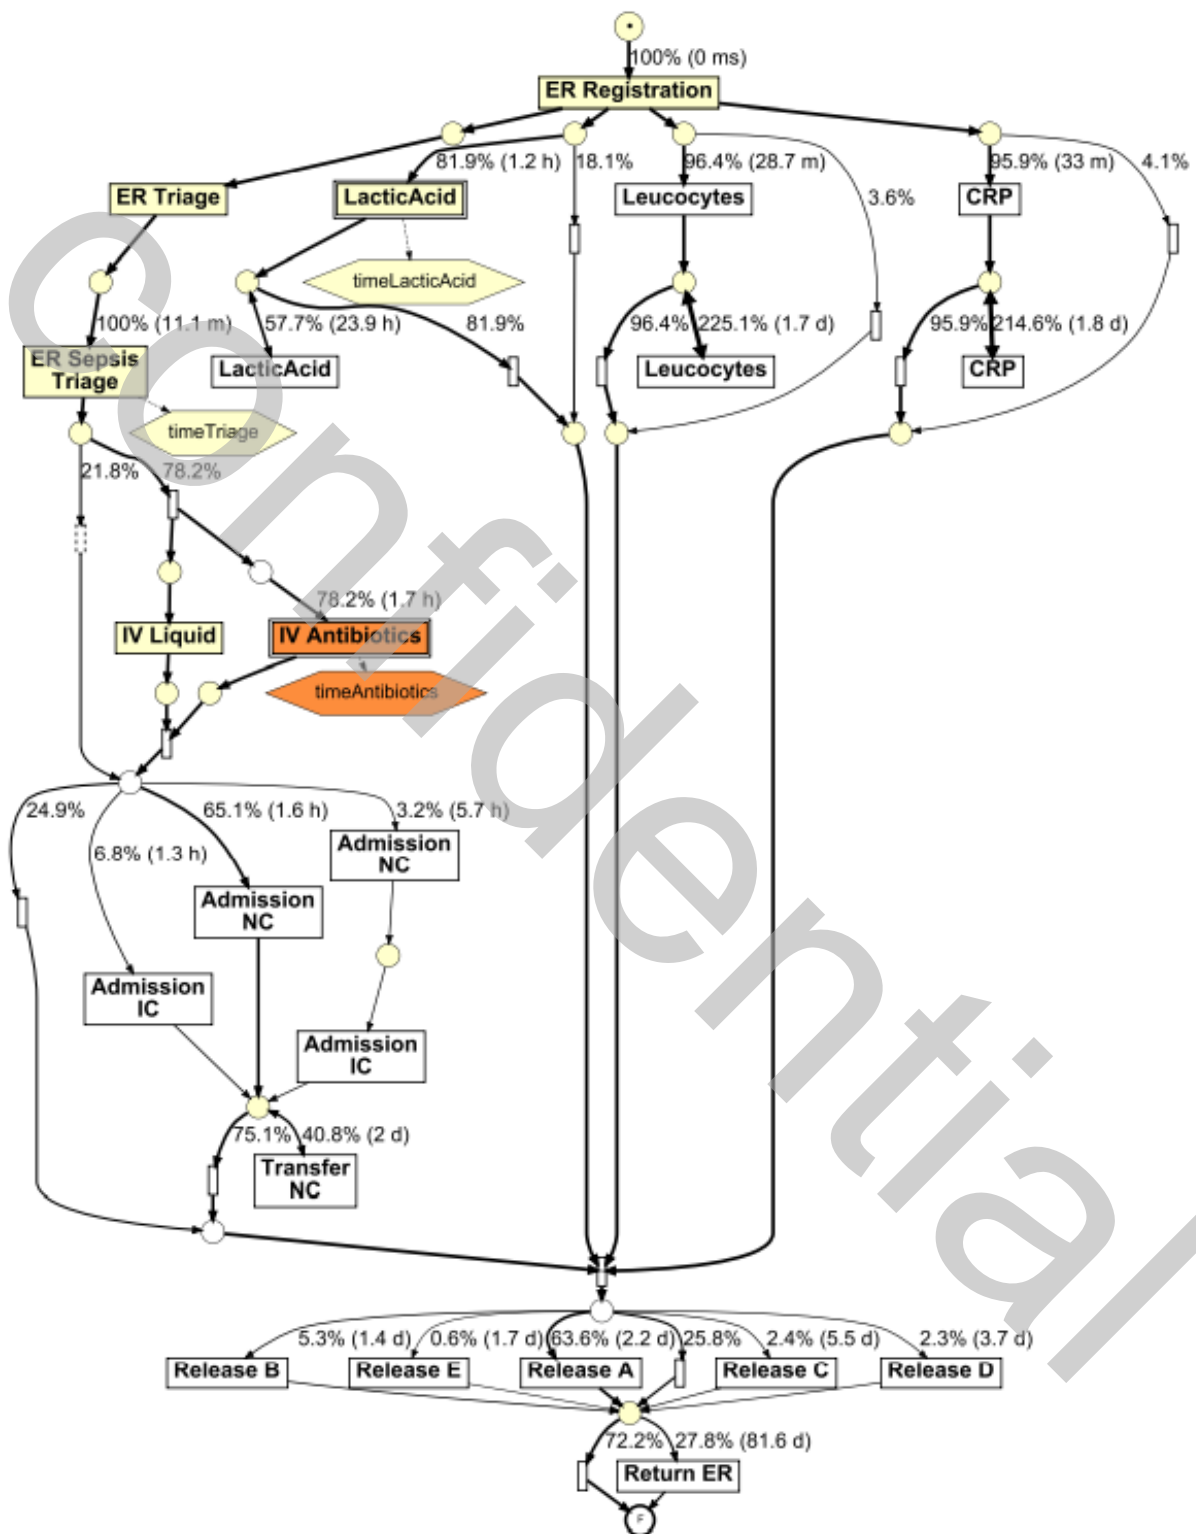 100% (0 ms)
ER Registration
81.9% (1.2 h)
18.1%
96.4% (28.7 m)
95.9% (33 m)
4.1%
ER Triage
LacticAcid
Leucocytes
3.6%
CRP
timeLacticAcid
100% (11.1 m)
57.7% (23.9 h)
81.9%
96.4%
225.1% (1.7 d)
95.9%
214.6% (1.8 d)
ER Sepsis
Triage
LacticAcid
Leucocytes
CRP
timeTriage
21.8%
78.2%
78.2% (1.7 h)
IV Liquid
IV Antibiotics
timeAntibiotics
24.9%
65.1% (1.6 h)
3.2% (5.7 h)
6.8% (1.3 h)
Admission
NC
Admission
NC
Admission
IC
Admission
IC
75.1%
40.8% (2 d)
Transfer
NC
5.3% (1.4 d)
0.6% (1.7 d)
63.6% (2.2 d)
25.8%
2.4% (5.5 d)
2.3% (3.7 d)
Release B
Release E
Release A
Release C
Release D
72.2%
27.8% (81.6 d)
Return ER
F
Confidential